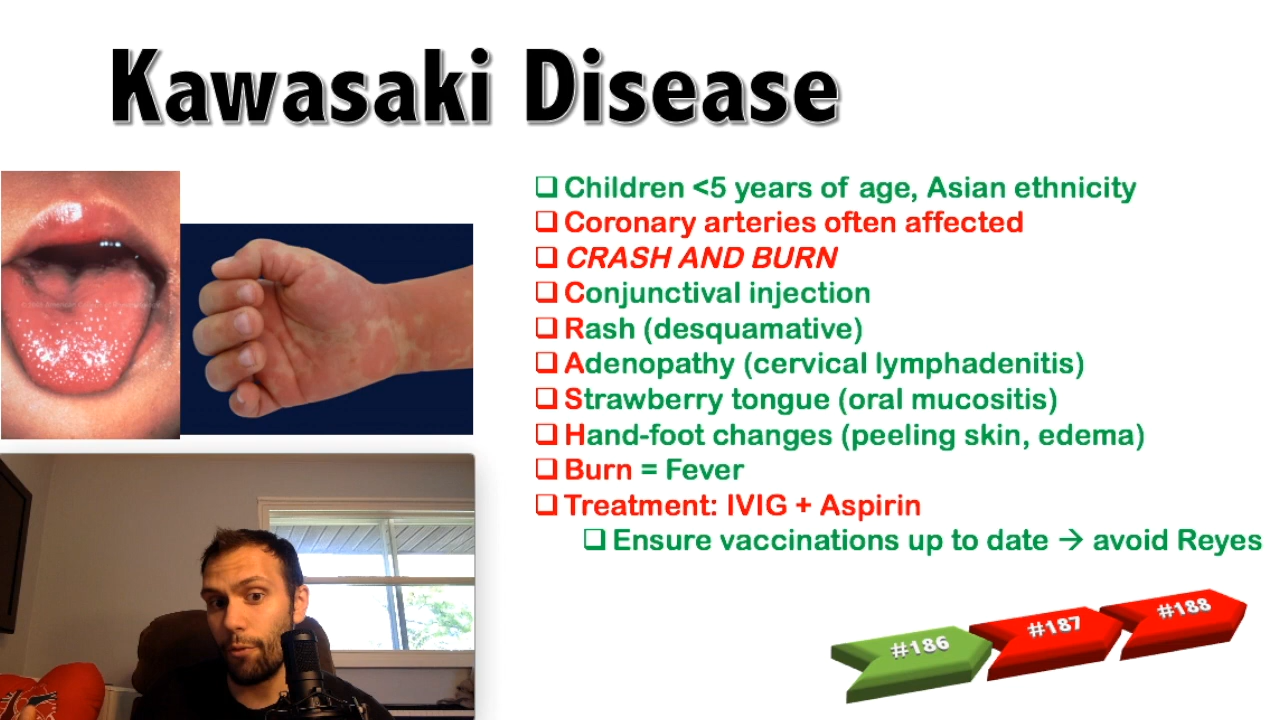 Kawasaki Disease
❑ Children <5 years of age, Asian ethnicity
❑ Coronary arteries often affected
❑ CRASH AND BURN
❑ Conjunctival injection
❑ Rash (desquamative)
❑ Adenopathy (cervical lymphadenitis)
❑ Strawberry tongue (oral mucositis)
❑ Hand-foot changes (peeling skin, edema)
❑ Burn = Fever
❑ Treatment: IVIG + Aspirin
❑ Ensure vaccinations up to date → avoid Reyes
#186
#187
#188